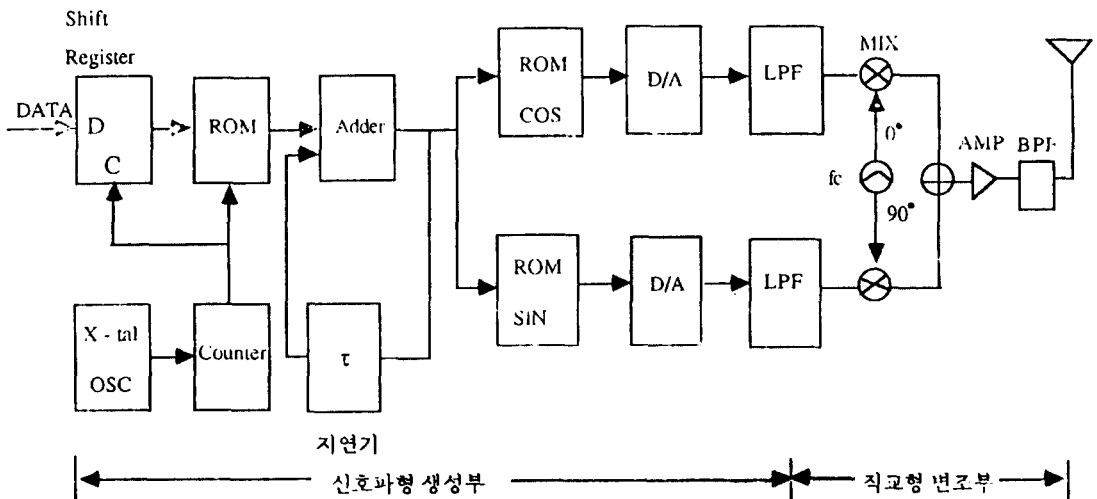 Shift
Register
DATA
D
C
ROM
Adder
ROM
COS
D/A
LPF
MIX
0°
fc
90°
AMP
BPF
ROM
SIN
D/A
LPF
X - tal
OSC
Counter
τ
지연기
신호파형 생성부
직교형 변조부